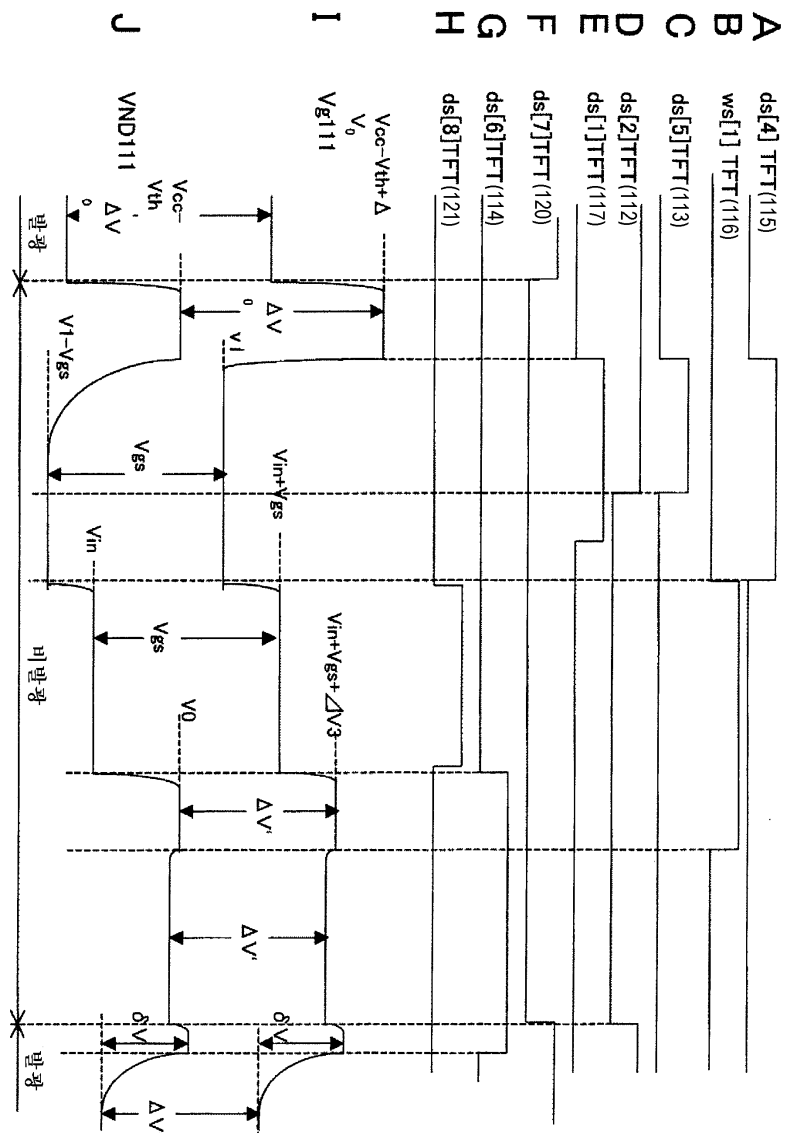 A
ds[4] TFT(115)
B
ws[1] TFT(116)
C
ds[5]TFT(113)
D
ds[2]TFT(112)
E
ds[1]TFT(117)
F
ds[7]TFT(120)
G
ds[6]TFT(114)
H
ds[8]TFT(121)
I
Vg111
Vcc-Vth+Δ
V₀
ΔV
0
V1
Vgs
Vin+Vgs
Vin+Vgs+⊿V3
ΔV'
ΔV'
δV
δV
J
VND111
Vcc-
Vth
ΔV
0
V1-Vgs
Vin
Vgs
V0
ΔV
발광
비발광
발광